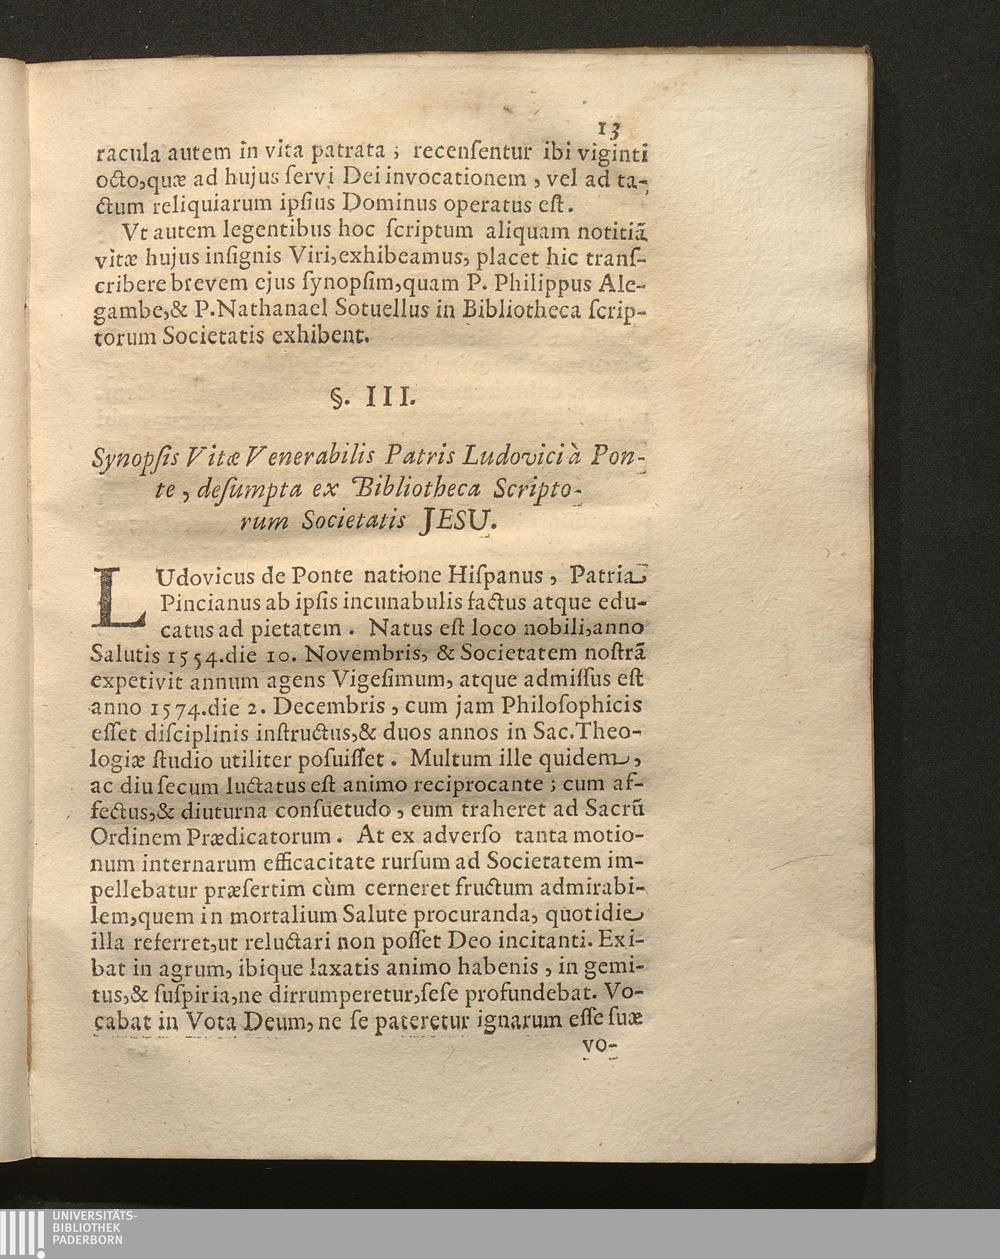 13
racula autem in vita patrata ; recenſentur ibi viginti
octo,quæ ad hujus ſervi Dei invocationem , vel ad ta-
ctum reliquiarum ipſius Dominus operatus eſt.
Vt autem legentibus hoc ſcriptum aliquam notitiã
vitæ hujus inſignis Viri,exhibeamus, placet hic tranſ-
cribere brevem ejus ſynopſim,quam P. Philippus Ale-
gambe,& P.Nathanael Sotuellus in Bibliotheca ſcrip-
torum Societatis exhibent.
§. III.
Synopſis Vitæ Venerabilis Patris Ludovici à Pon-
te , deſumpta ex Bibliotheca Scripto-
rum Societatis JESU.
LUdovicus de Ponte natione Hiſpanus , Patria
Pincianus ab ipſis incunabulis factus atque edu-
catus ad pietatem . Natus eſt loco nobili,anno
Salutis 1554.die 10. Novembris, & Societatem noſtrã
expetivit annum agens Vigeſimum, atque admiſſus eſt
anno 1574.die 2. Decembris , cum jam Philoſophicis
eſſet diſciplinis inſtructus,& duos annos in Sac.Theo-
logiæ ſtudio utiliter poſuiſſet . Multum ille quidem ,
ac diu ſecum luctatus eſt animo reciprocante ; cum af-
fectus,& diuturna conſuetudo , eum traheret ad Sacrũ
Ordinem Prædicatorum . At ex adverſo tanta motio-
num internarum efficacitate rurſum ad Societatem im-
pellebatur præſertim cùm cerneret fructum admirabi-
lem,quem in mortalium Salute procuranda, quotidie
illa referret,ut reluctari non poſſet Deo incitanti. Exi-
bat in agrum, ibique laxatis animo habenis , in gemi-
tus,& ſuſpiria,ne dirrumperetur,ſeſe profundebat. Vo-
cabat in Vota Deum, ne ſe pateretur ignarum eſſe ſuæ
vo-
UNIVERSITÄTS-
BIBLIOTHEK
PADERBORN